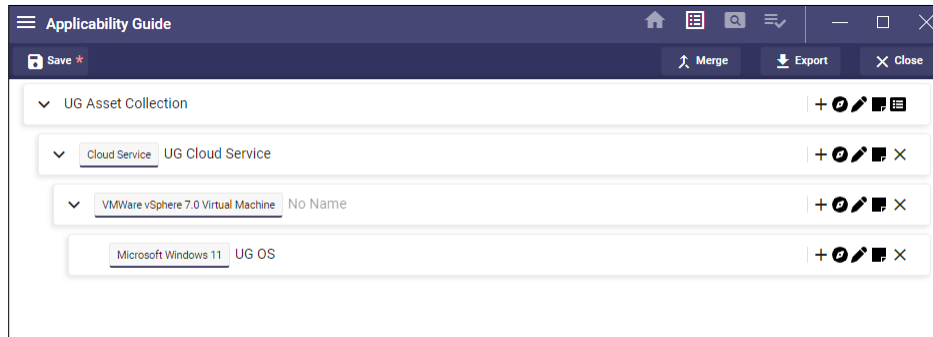 Applicability Guide
Save *
Merge
Export
Close
UG Asset Collection
Cloud Service UG Cloud Service
VMWare vSphere 7.0 Virtual Machine No Name
Microsoft Windows 11 UG OS